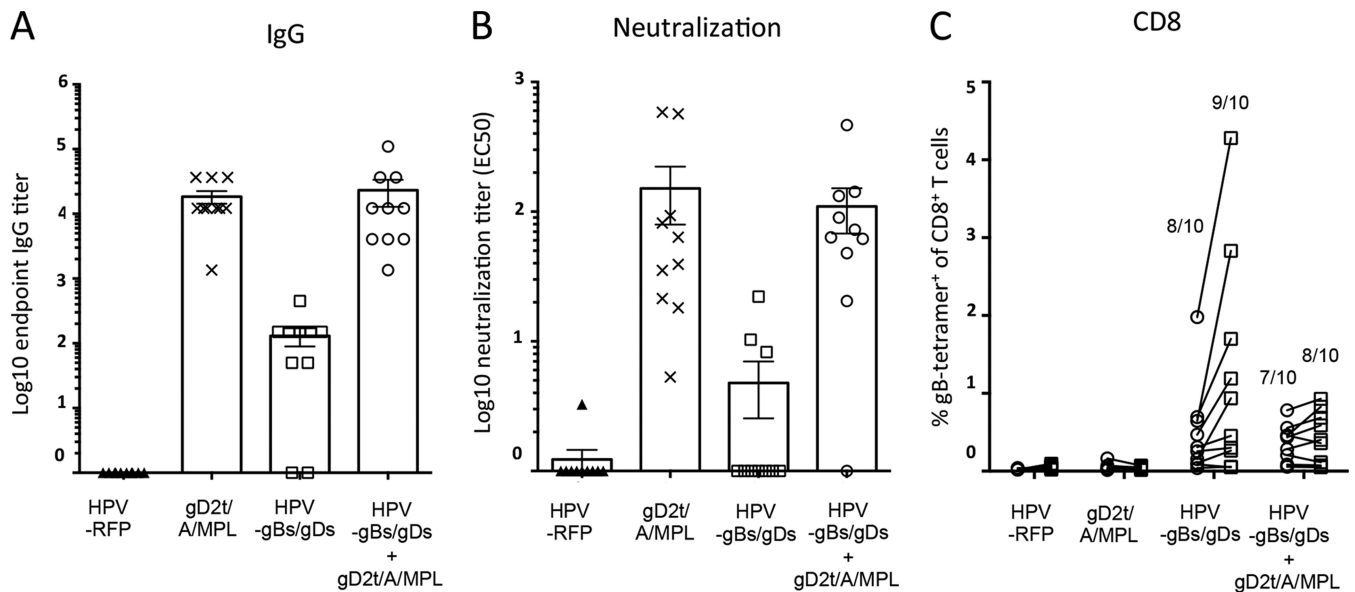 A
IgG
Log10 endpoint IgG titer
6
5
4
3
2
1
0
HPV
-RFP
gD2t/
A/MPL
HPV
-gBs/gDs
HPV
-gBs/gDs
+
gD2t/A/MPL
B
Neutralization
Log10 neutralization titer (EC50)
3
2
1
0
HPV
-RFP
gD2t/
A/MPL
HPV
-gBs/gDs
HPV
-gBs/gDs
+
gD2t/A/MPL
C
CD8
% gB-tetramer⁺ of CD8⁺ T cells
5
4
3
2
1
0
8/10
9/10
7/10
8/10
HPV
-RFP
gD2t/
A/MPL
HPV
-gBs/gDs
HPV
-gBs/gDs
+
gD2t/A/MPL